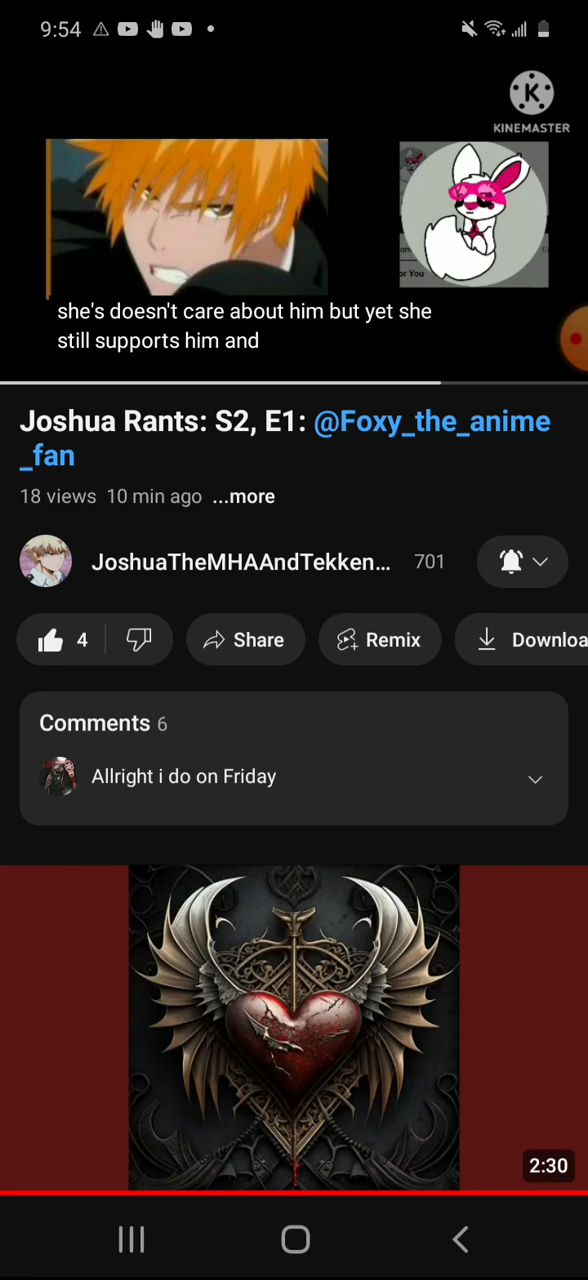 9:54
K
KINEMASTER
or You
she's doesn't care about him but yet she
still supports him and
Joshua Rants: S2, E1: @Foxy_the_anime
_fan
18 views 10 min ago ...more
JoshuaTheMHAAndTekken... 701
4 Share Remix Downloa
Comments 6
Allright i do on Friday
2:30